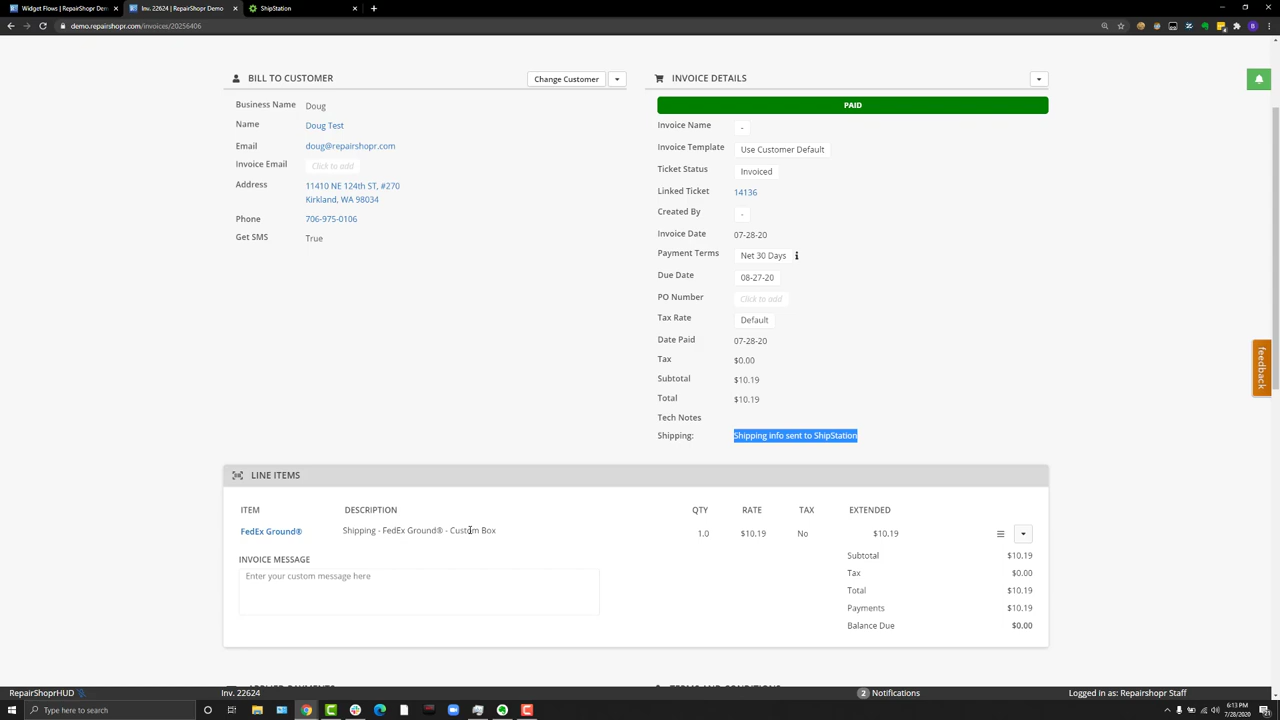 Widget Flows | RepairShopr Demo
Inv. 22624 | RepairShopr Demo
ShipStation
demo.repairshopr.com/invoices/20256406
BILL TO CUSTOMER
Change Customer
Business Name Doug
Name Doug Test
Email doug@repairshopr.com
Invoice Email Click to add
Address 11410 NE 124th ST, #270
Kirkland, WA 98034
Phone 706-975-0106
Get SMS True
INVOICE DETAILS
PAID
Invoice Name -
Invoice Template Use Customer Default
Ticket Status Invoiced
Linked Ticket 14136
Created By -
Invoice Date 07-28-20
Payment Terms Net 30 Days
Due Date 08-27-20
PO Number Click to add
Tax Rate Default
Date Paid 07-28-20
Tax $0.00
Subtotal $10.19
Total $10.19
Tech Notes
Shipping: Shipping info sent to ShipStation
feedback
LINE ITEMS
ITEM DESCRIPTION QTY RATE TAX EXTENDED
FedEx Ground® Shipping - FedEx Ground® - Custom Box 1.0 $10.19 No $10.19
INVOICE MESSAGE
Enter your custom message here
Subtotal $10.19
Tax $0.00
Total $10.19
Payments $10.19
Balance Due $0.00
RepairShoprHUD Inv. 22624 2 Notifications Logged in as: Repairshopr Staff
Type here to search
6:13 PM
7/28/2020